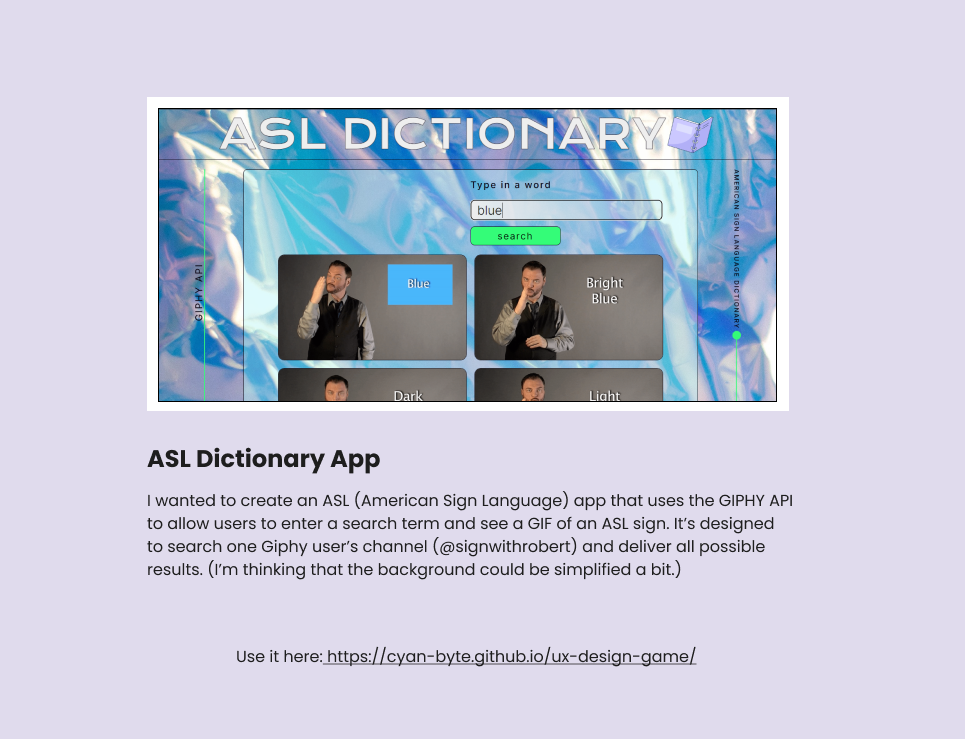 ASL DICTIONARY
Type in a word
blue
search
GIPHY API
AMERICAN SIGN LANGUAGE DICTIONARY
Blue
Bright
Blue
Dark
Light
ASL Dictionary App
I wanted to create an ASL (American Sign Language) app that uses the GIPHY API
to allow users to enter a search term and see a GIF of an ASL sign. It’s designed
to search one Giphy user’s channel (@signwithrobert) and deliver all possible
results. (I’m thinking that the background could be simplified a bit.)
Use it here: https://cyan-byte.github.io/ux-design-game/